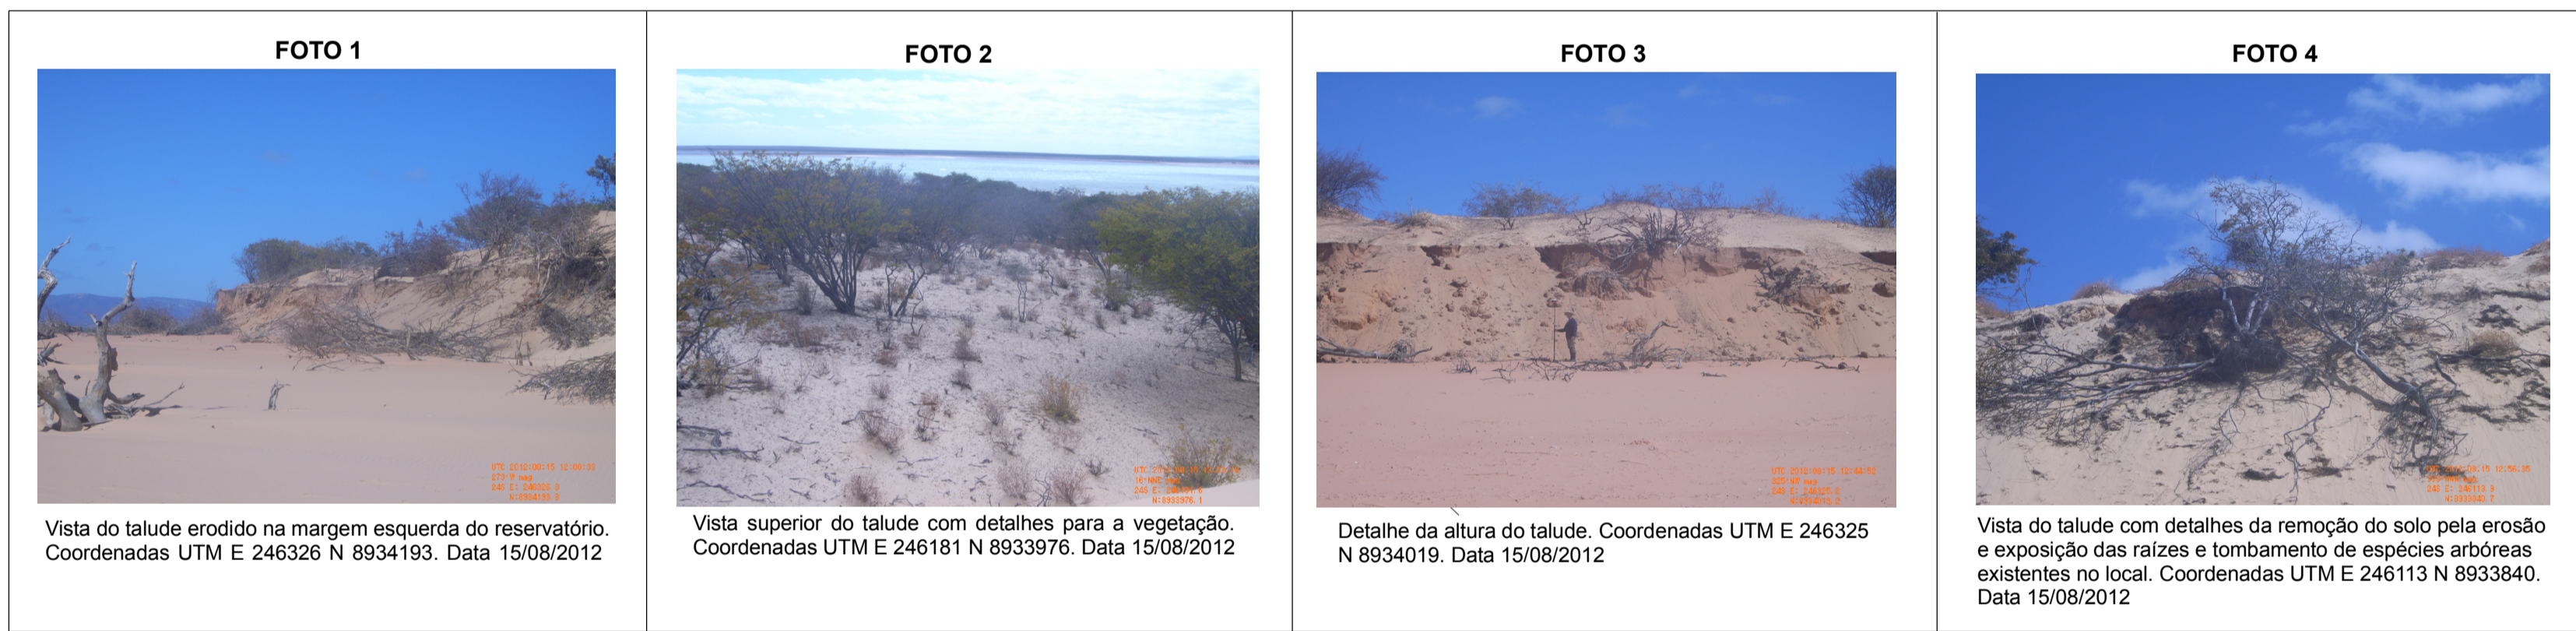 FOTO 1
Vista do talude erodido na margem esquerda do reservatório.
Coordenadas UTM E 246326 N 8934193. Data 15/08/2012
FOTO 2
Vista superior do talude com detalhes para a vegetação.
Coordenadas UTM E 246181 N 8933976. Data 15/08/2012
FOTO 3
Detalhe da altura do talude. Coordenadas UTM E 246325
N 8934019. Data 15/08/2012
FOTO 4
Vista do talude com detalhes da remoção do solo pela erosão
e exposição das raízes e tombamento de espécies arbóreas
existentes no local. Coordenadas UTM E 246113 N 8933840.
Data 15/08/2012